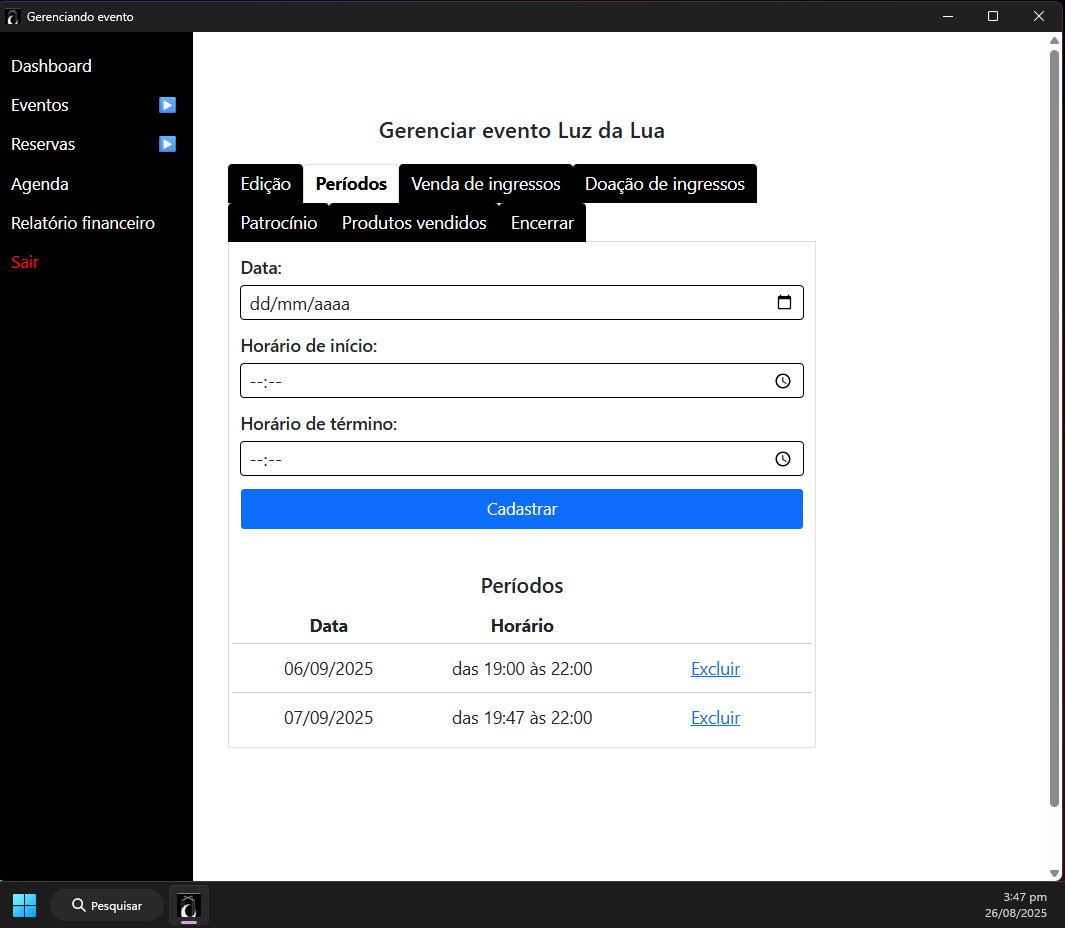 Gerenciando evento
Dashboard
Eventos
Reservas
Agenda
Relatório financeiro
Sair
Gerenciar evento Luz da Lua
Edição Períodos Venda de ingressos Doação de ingressos
Patrocínio Produtos vendidos Encerrar
Data:
dd/mm/aaaa
Horário de início:
--:--
Horário de término:
--:--
Cadastrar
Períodos
Data Horário
06/09/2025 das 19:00 às 22:00 Excluir
07/09/2025 das 19:47 às 22:00 Excluir
Pesquisar
3:47 pm
26/08/2025